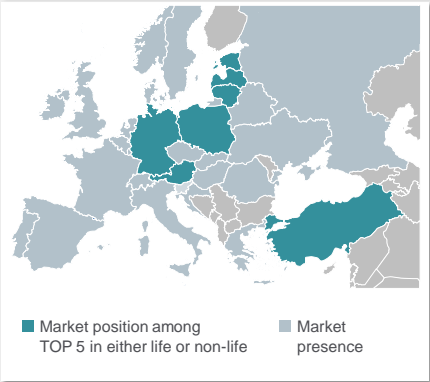 Market position among
TOP 5 in either life or non-life
Market
presence